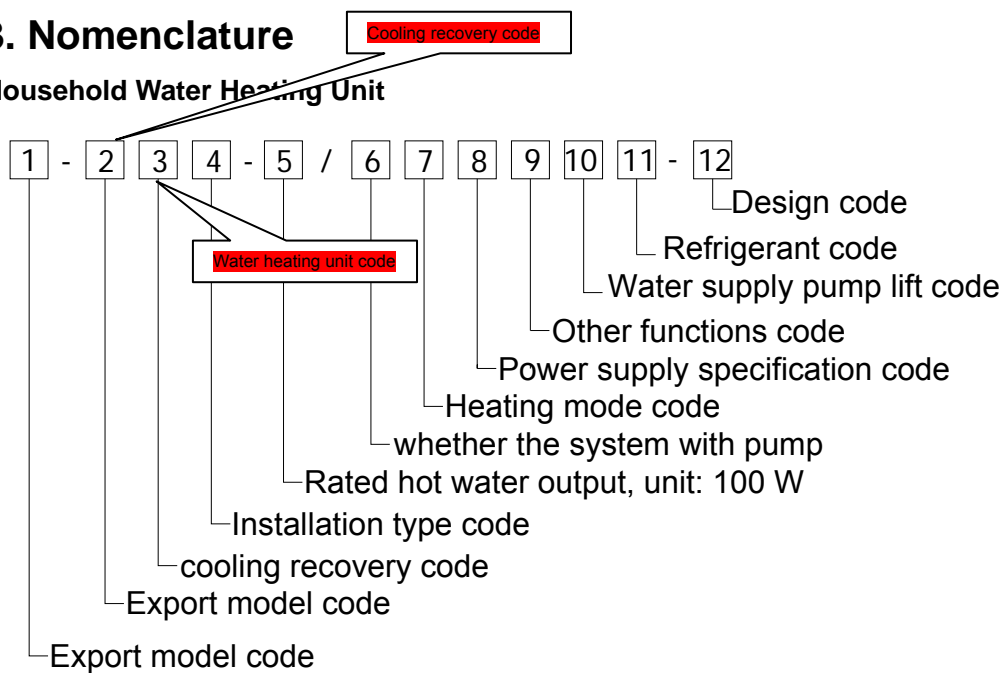 3. Nomenclature
Cooling recovery code
Household Water Heating Unit
1 - 2 3 4 - 5 / 6 7 8 9 10 11 - 12
Design code
Water heating unit code
Refrigerant code
Water supply pump lift code
Other functions code
Power supply specification code
Heating mode code
whether the system with pump
Rated hot water output, unit: 100 W
Installation type code
cooling recovery code
Export model code
Export model code